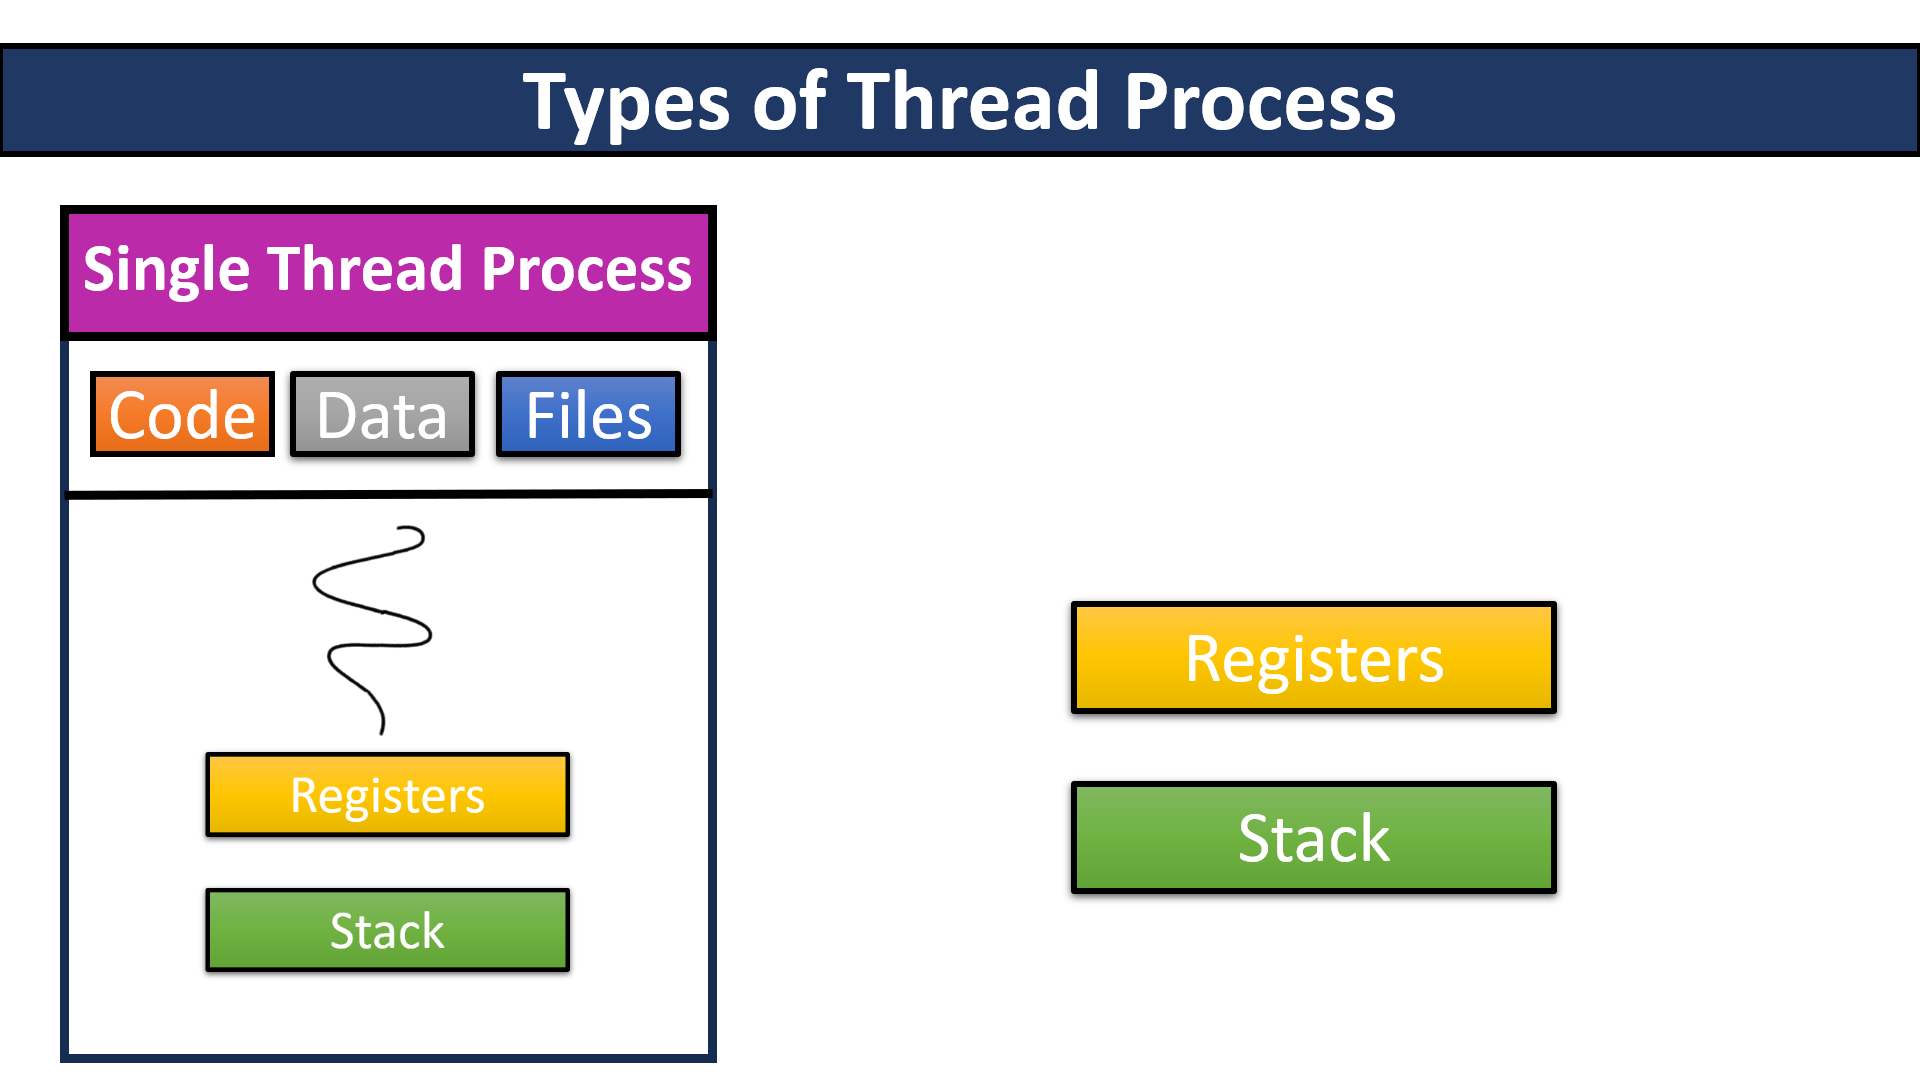 Types of Thread Process
Single Thread Process
Code Data Files
Registers
Stack
Registers
Stack